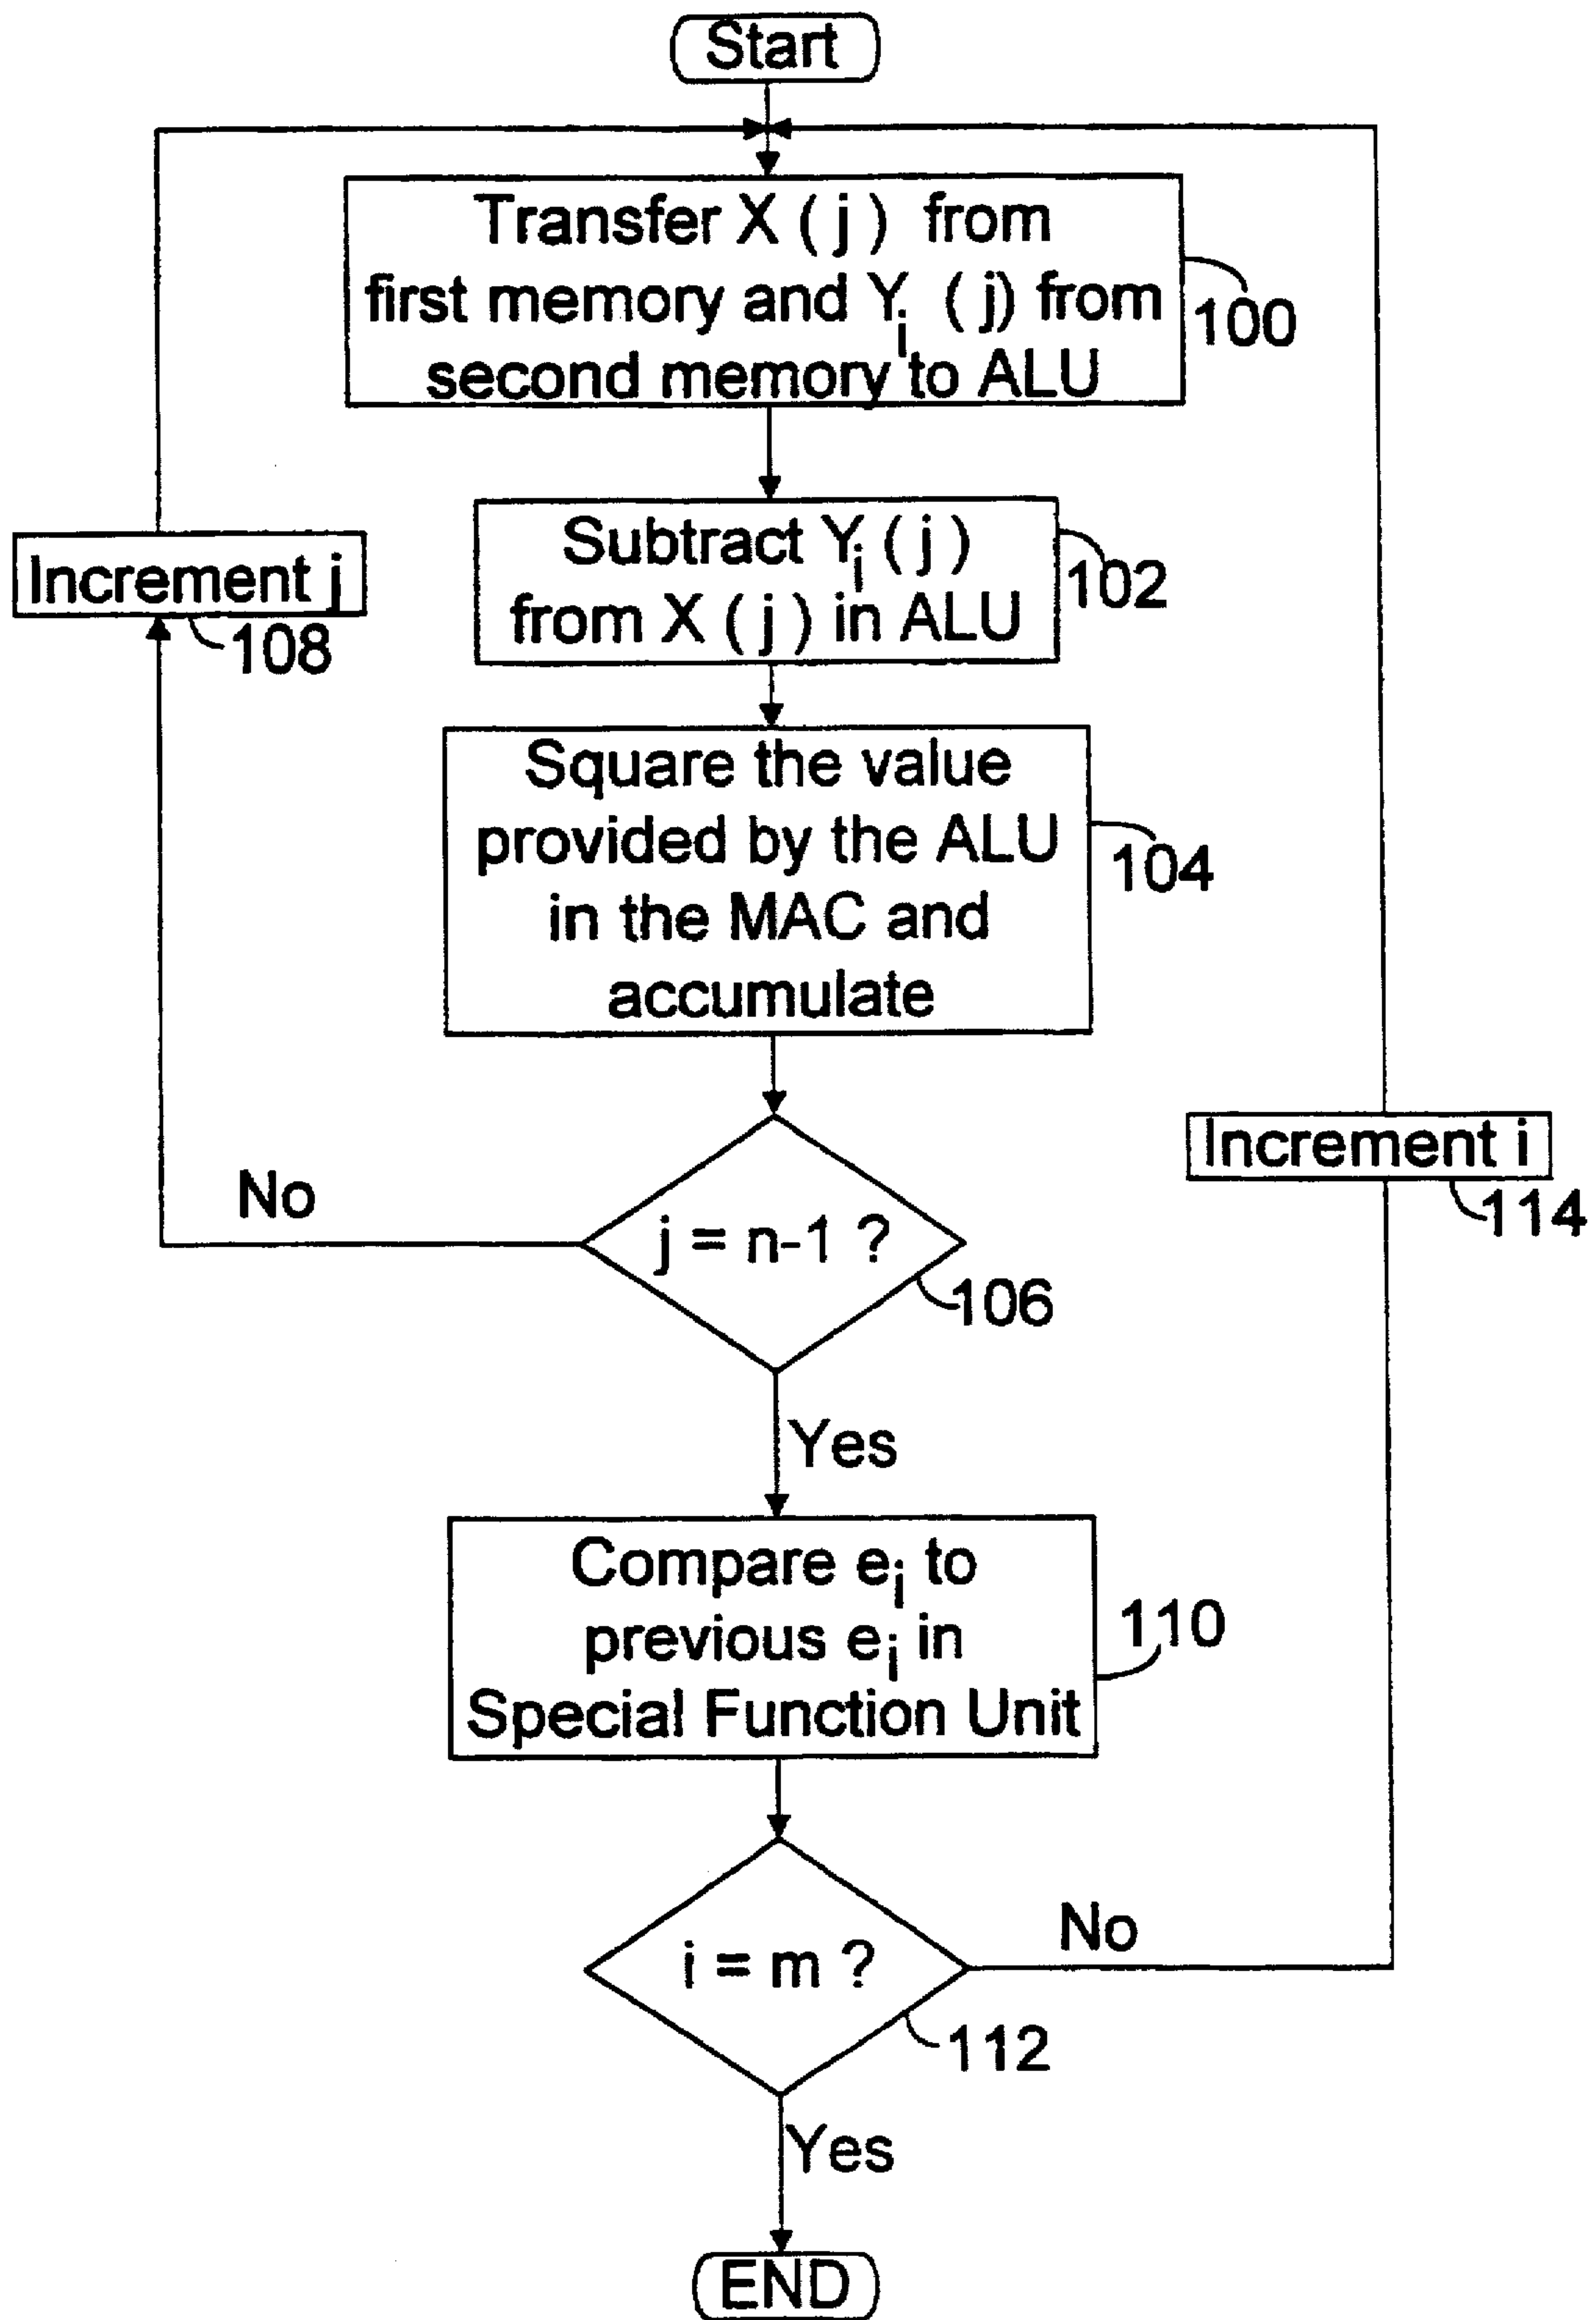 Start
Transfer X ( j ) from
first memory and Yi ( j) from
second memory to ALU
100
Subtract Yi ( j )
from X ( j ) in ALU
102
Increment j
108
Square the value
provided by the ALU
in the MAC and
accumulate
104
Increment i
114
No
j = n-1 ?
106
Yes
Compare ei to
previous ei in
Special Function Unit
110
No
i = m ?
112
Yes
END